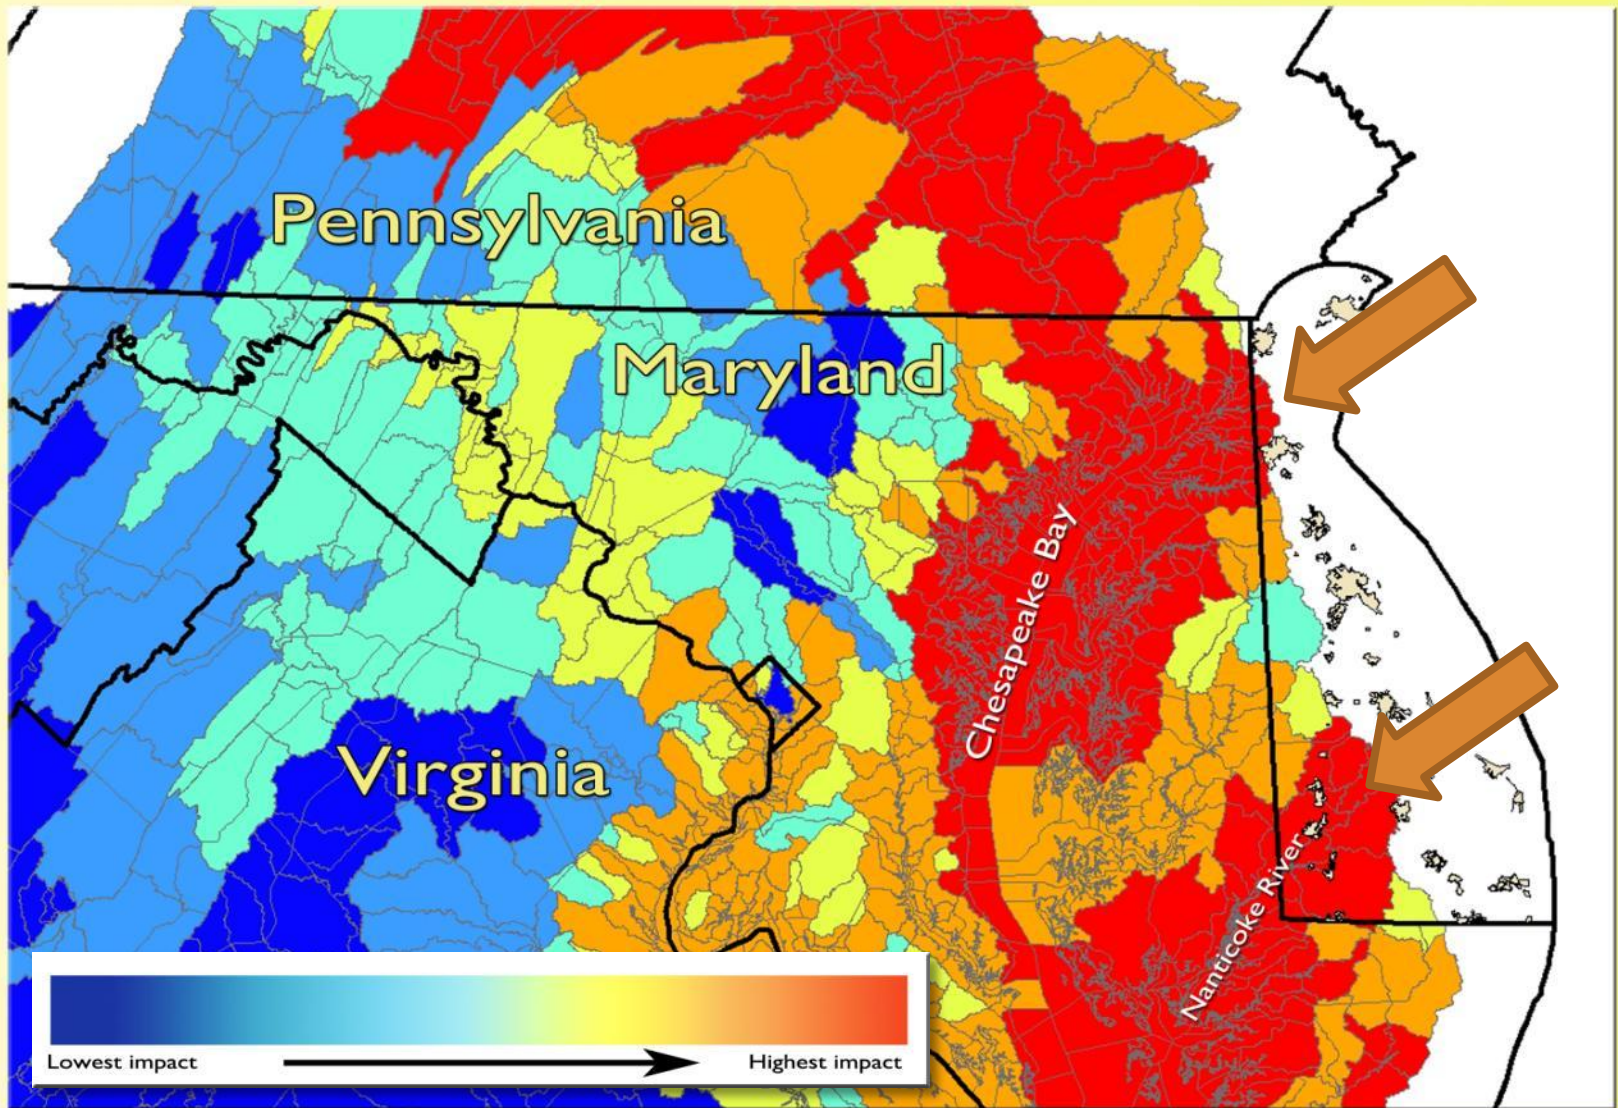 Pennsylvania
Maryland
Chesapeake Bay
Virginia
Nanticoke River
Lowest impact
Highest impact